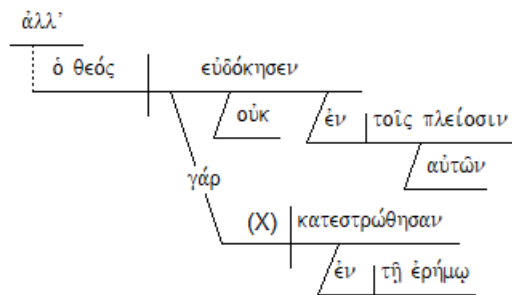 ἀλλ’
ὁ θεός εὐδόκησεν
οὐκ ἐν τοῖς πλείοσιν
αὐτῶν
γάρ
(X) κατεστρώθησαν
ἐν τῇ ἐρήμῳ